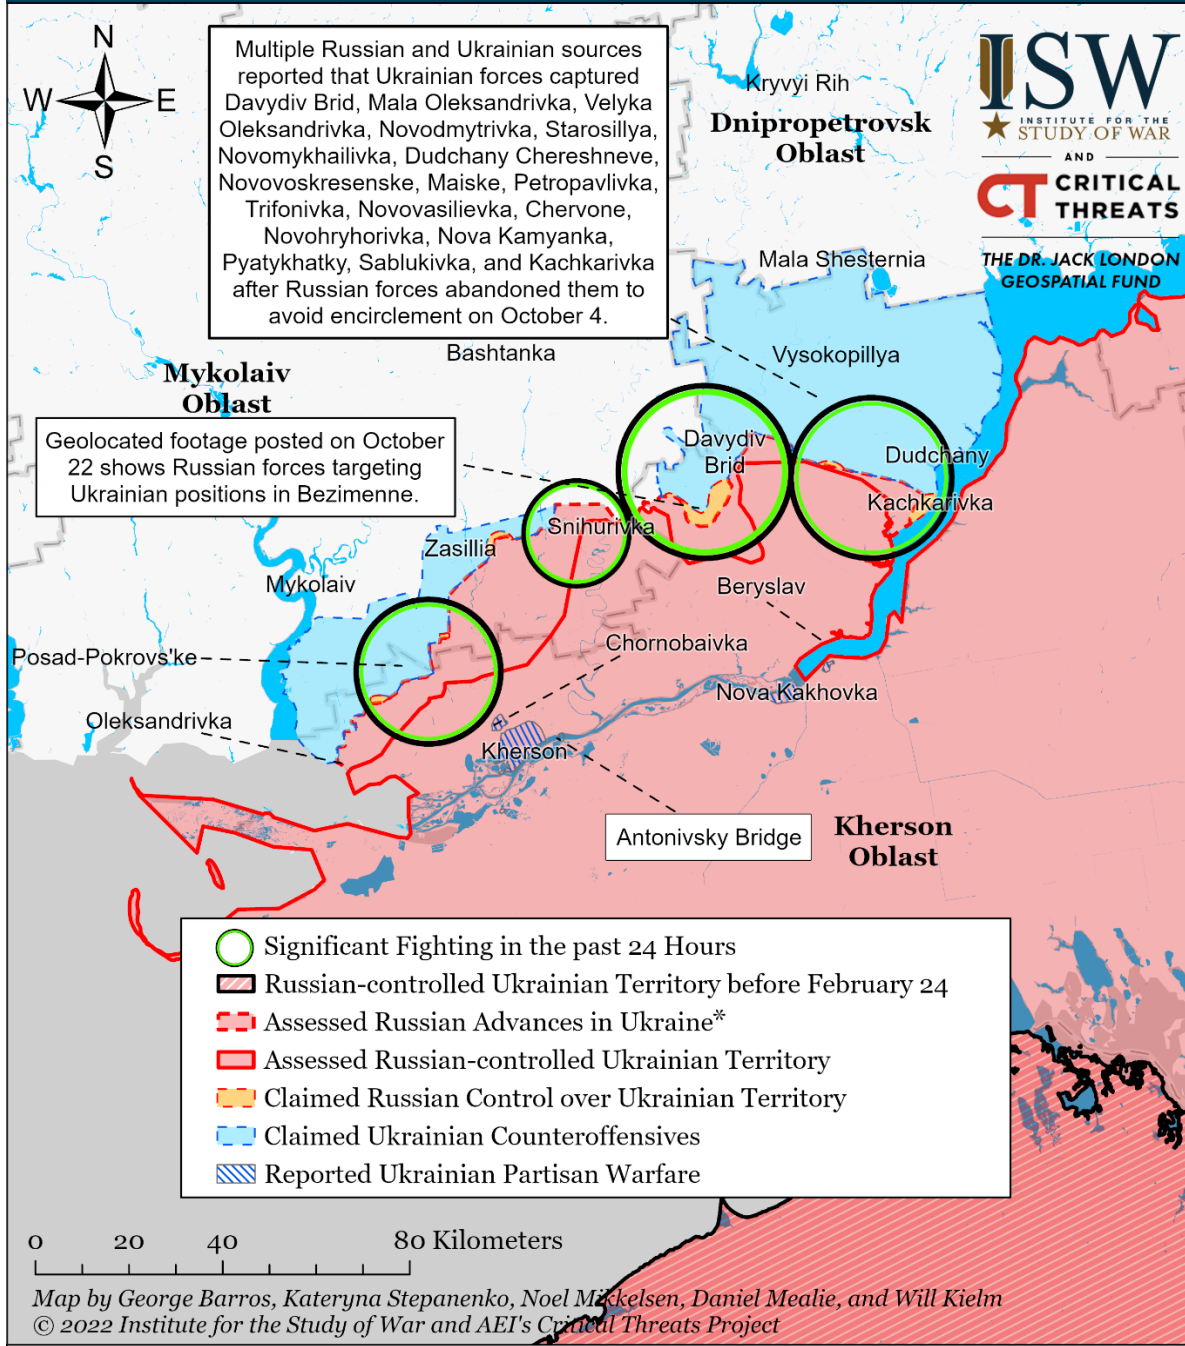 N
W
E
S
Multiple Russian and Ukrainian sources
reported that Ukrainian forces captured
Davydiv Brid, Mala Oleksandrivka, Velyka
Oleksandrivka, Novodmytrivka, Starosillya,
Novomykhailivka, Dudchany Chereshneve,
Novovoskresenske, Maiske, Petropavlivka,
Trifonivka, Novovasilievka, Chervone,
Novohryhorivka, Nova Kamyanka,
Pyatykhatky, Sablukivka, and Kachkarivka
after Russian forces abandoned them to
avoid encirclement on October 4.
Kryvyi Rih
Dnipropetrovsk
Oblast
ISW
INSTITUTE FOR THE
STUDY OF WAR
AND
CT CRITICAL
THREATS
THE DR. JACK LONDON
GEOSPATIAL FUND
Mala Shesternia
Bashtanka
Vysokopillya
Mykolaiv
Oblast
Geolocated footage posted on October
22 shows Russian forces targeting
Ukrainian positions in Bezimenne.
Davydiv
Brid
Dudchany
Kachkarivka
Snihurivka
Zasillia
Mykolaiv
Beryslav
Chornobaivka
Posad-Pokrovs'ke
Nova Kakhovka
Oleksandrivka
Kherson
Antonivsky Bridge
Kherson
Oblast
Significant Fighting in the past 24 Hours
Russian-controlled Ukrainian Territory before February 24
Assessed Russian Advances in Ukraine*
Assessed Russian-controlled Ukrainian Territory
Claimed Russian Control over Ukrainian Territory
Claimed Ukrainian Counteroffensives
Reported Ukrainian Partisan Warfare
0 20 40 80 Kilometers
Map by George Barros, Kateryna Stepanenko, Noel Mikkelsen, Daniel Mealie, and Will Kielm
© 2022 Institute for the Study of War and AEI's Critical Threats Project